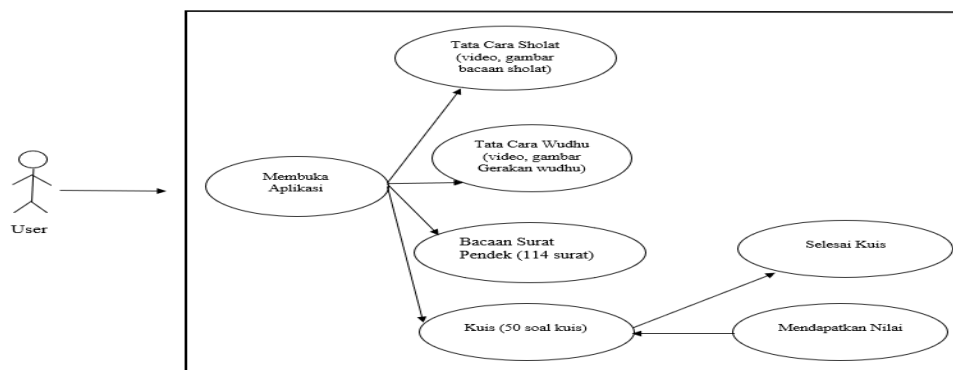 Tata Cara Sholat
(video, gambar
bacaan sholat)
Tata Cara Wudhu
(video, gambar
Gerakan wudhu)
Membuka
Aplikasi
User
Bacaan Surat
Pendek (114 surat)
Selesai Kuis
Kuis (50 soal kuis)
Mendapatkan Nilai